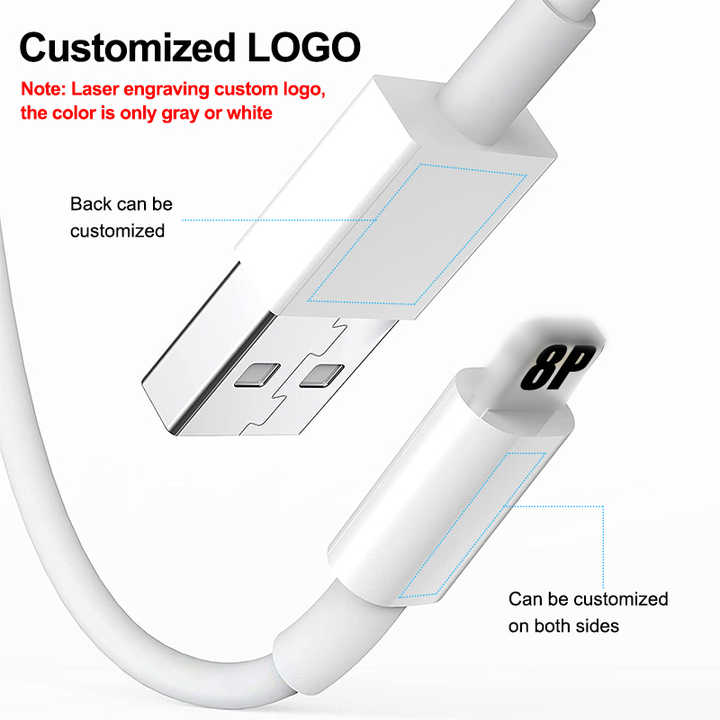 Customized LOGO
Note: Laser engraving custom logo,
the color is only gray or white
Back can be
customized
8P
Can be customized
on both sides